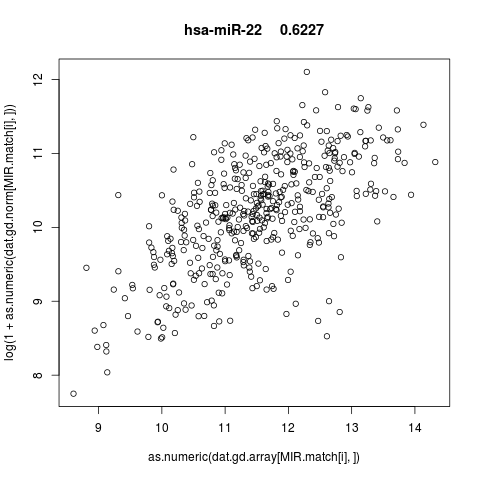 hsa-miR-22 0.6227
log(1 + as.numeric(dat.gd.norm[MIR.match[i], ]))
12
11
10
9
8
9 10 11 12 13 14
as.numeric(dat.gd.array[MIR.match[i], ])